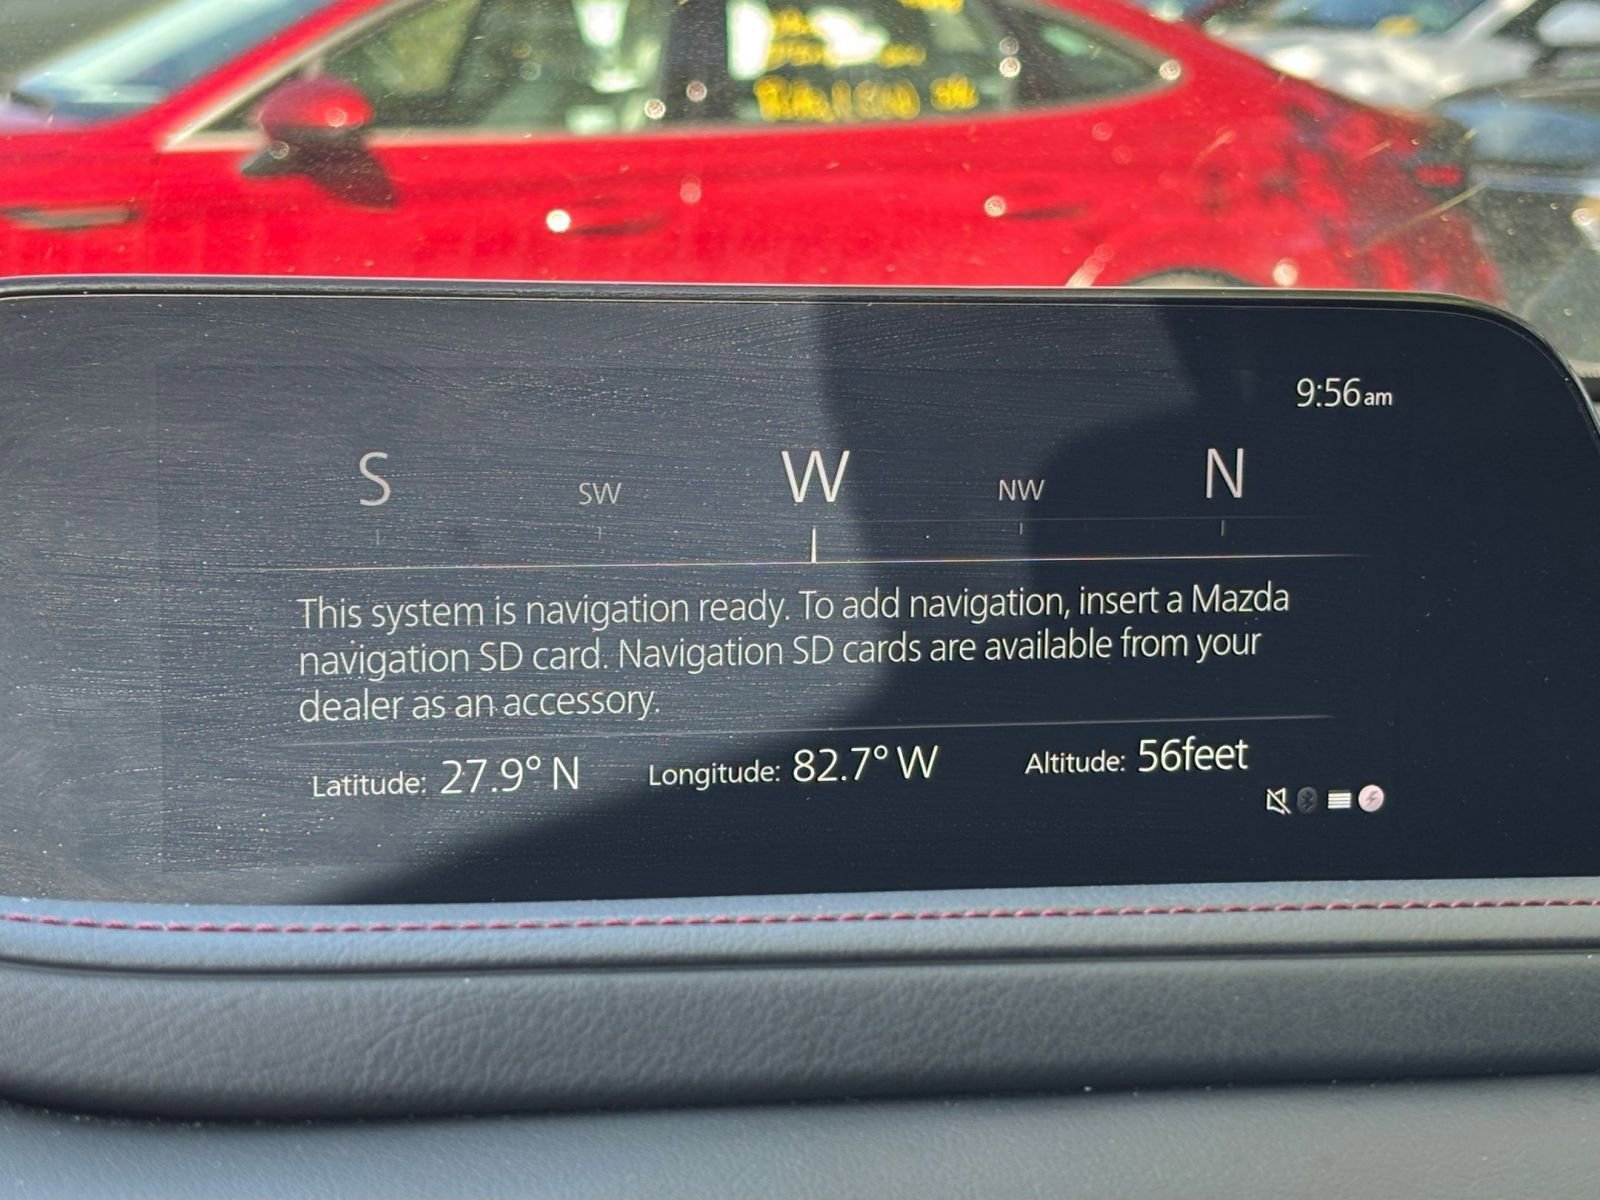 9:56am
S SW W NW N
This system is navigation ready. To add navigation, insert a Mazda
navigation SD card. Navigation SD cards are available from your
dealer as an accessory.
Latitude: 27.9° N Longitude: 82.7° W Altitude: 56feet